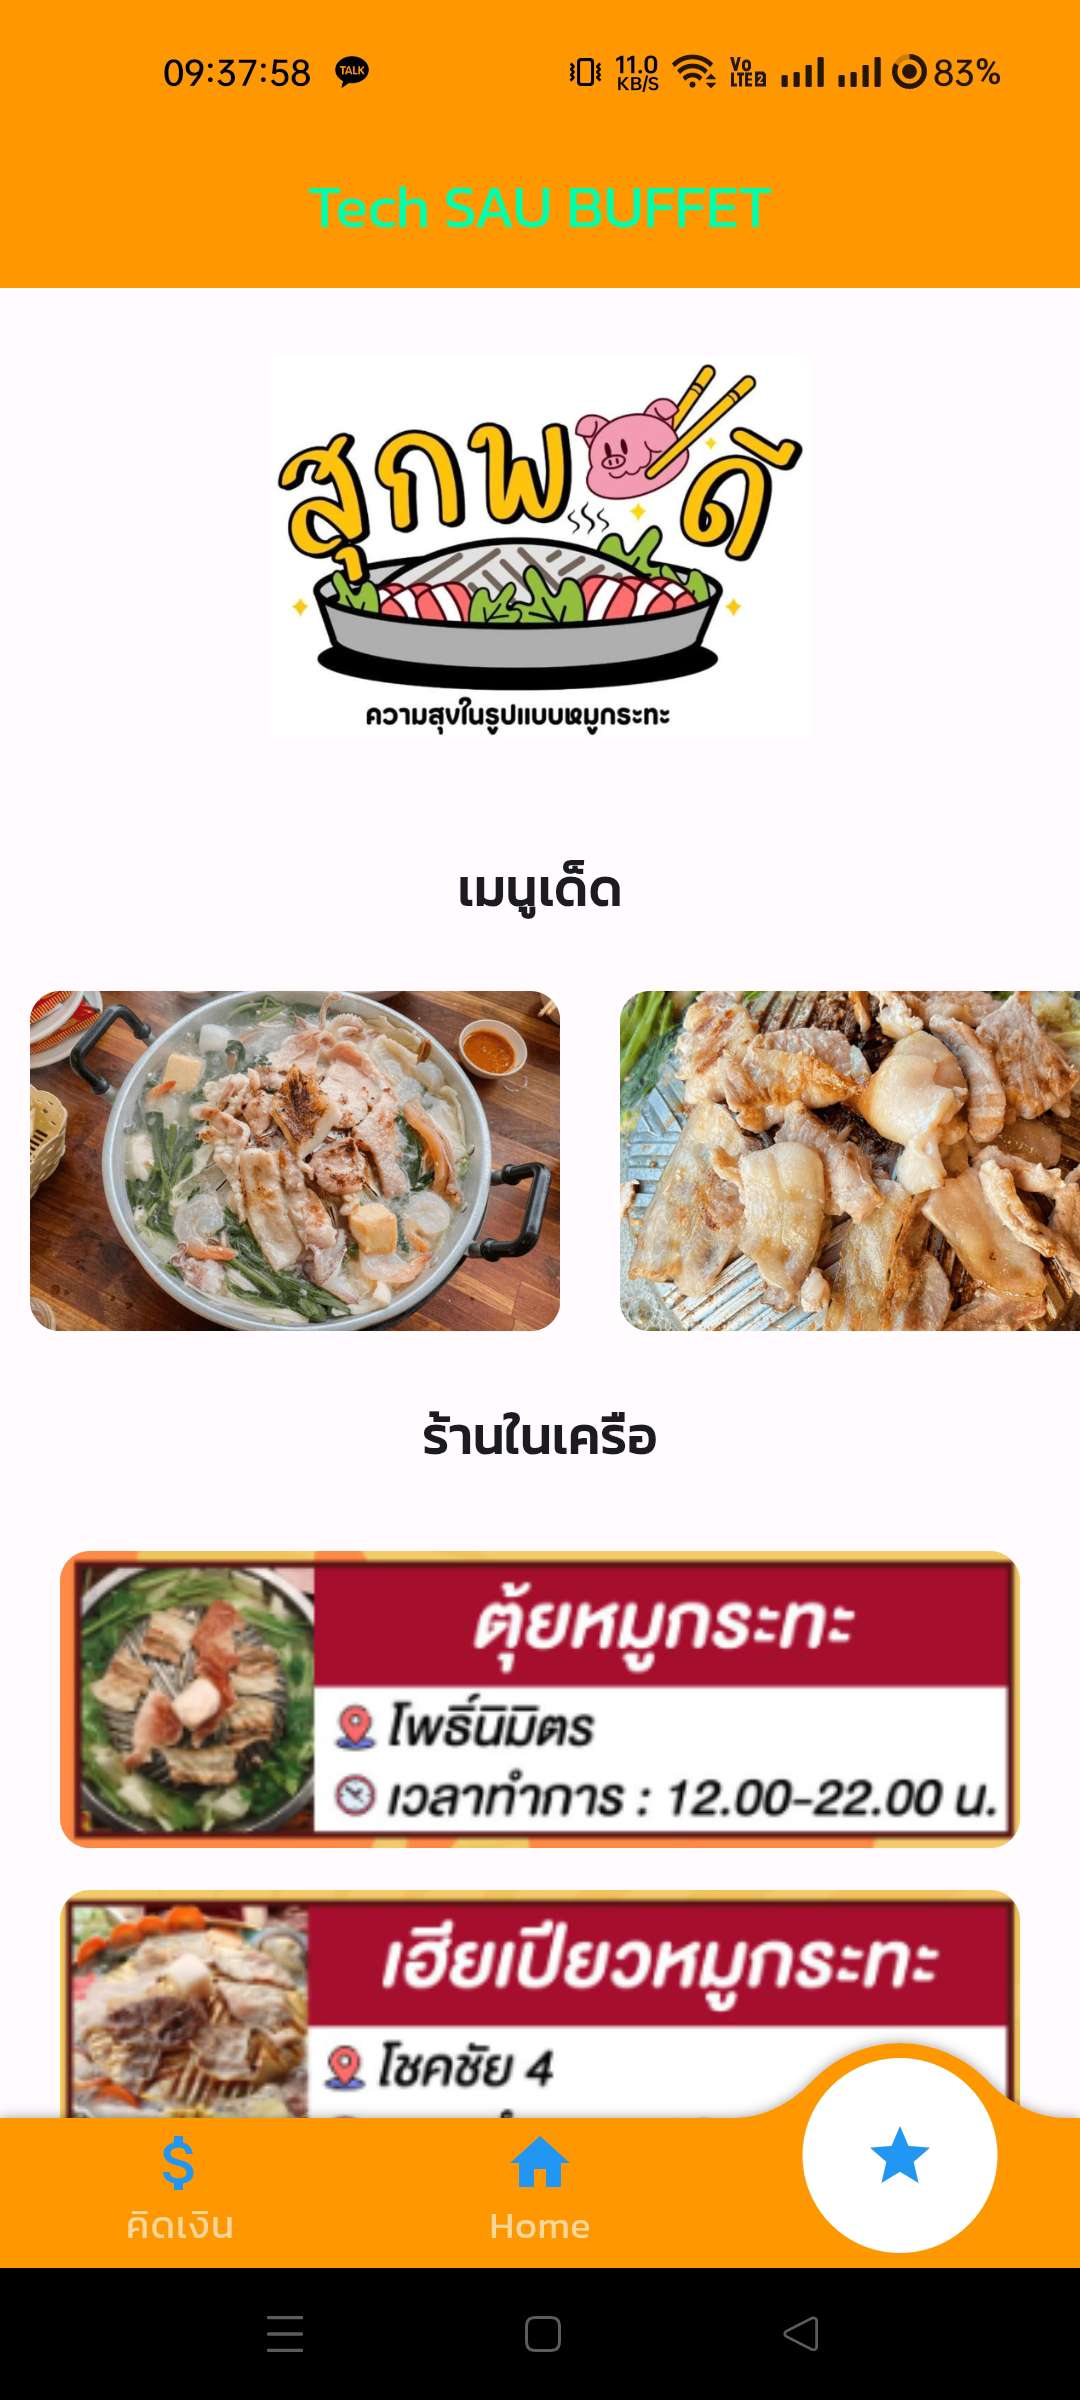 09:37:58
TALK
11.0 KB/S
Vo LTE 2
83%
Tech SAU BUFFET
สุกพอดี
ความสุขในรูปแบบหมูกระทะ
เมนูเด็ด
ร้านในเครือ
ตุ้ยหมูกระทะ
โพธิ์นิมิตร
เวลาทำการ : 12.00-22.00 น.
เฮียเปียวหมูกระทะ
โชคชัย 4
คิดเงิน
Home